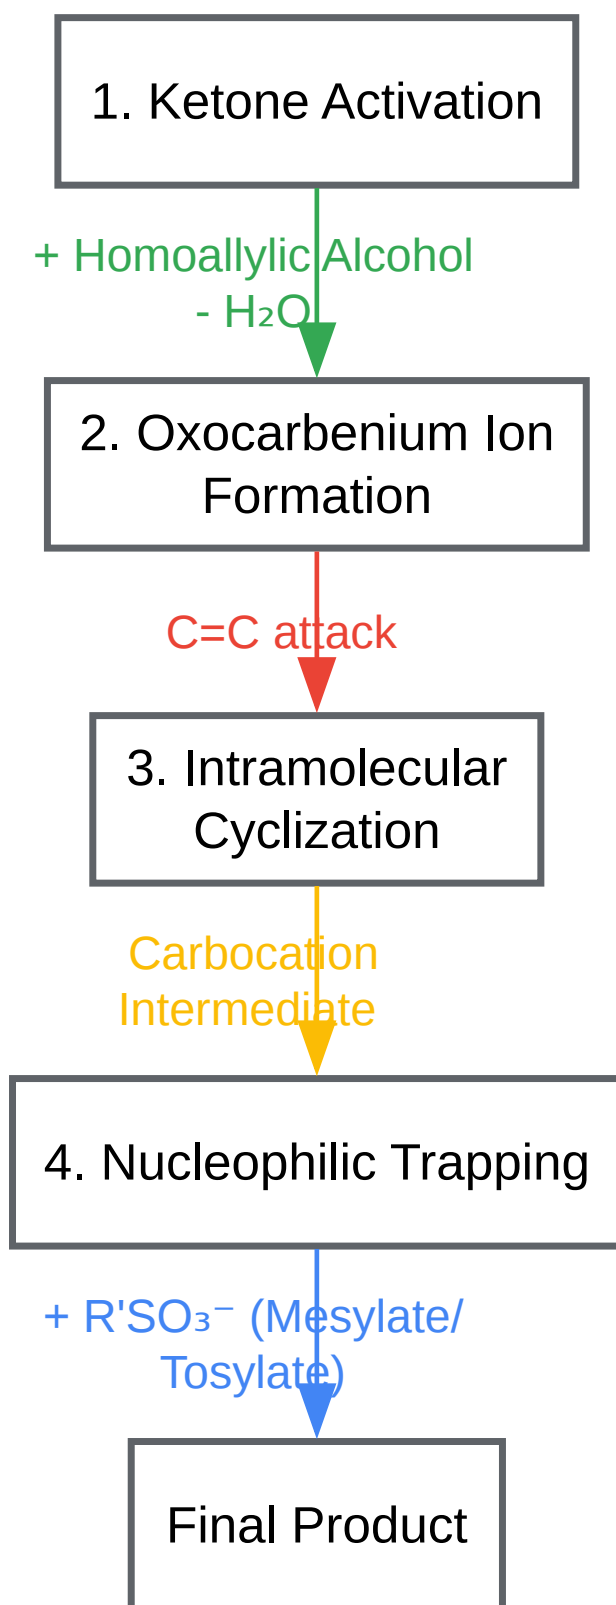 1. Ketone Activation
+ Homoallylic Alcohol
- H₂O
2. Oxocarbenium Ion
Formation
C=C attack
3. Intramolecular
Cyclization
Carbocation
Intermediate
4. Nucleophilic Trapping
+ R'SO₃⁻ (Mesylate/
Tosylate)
Final Product